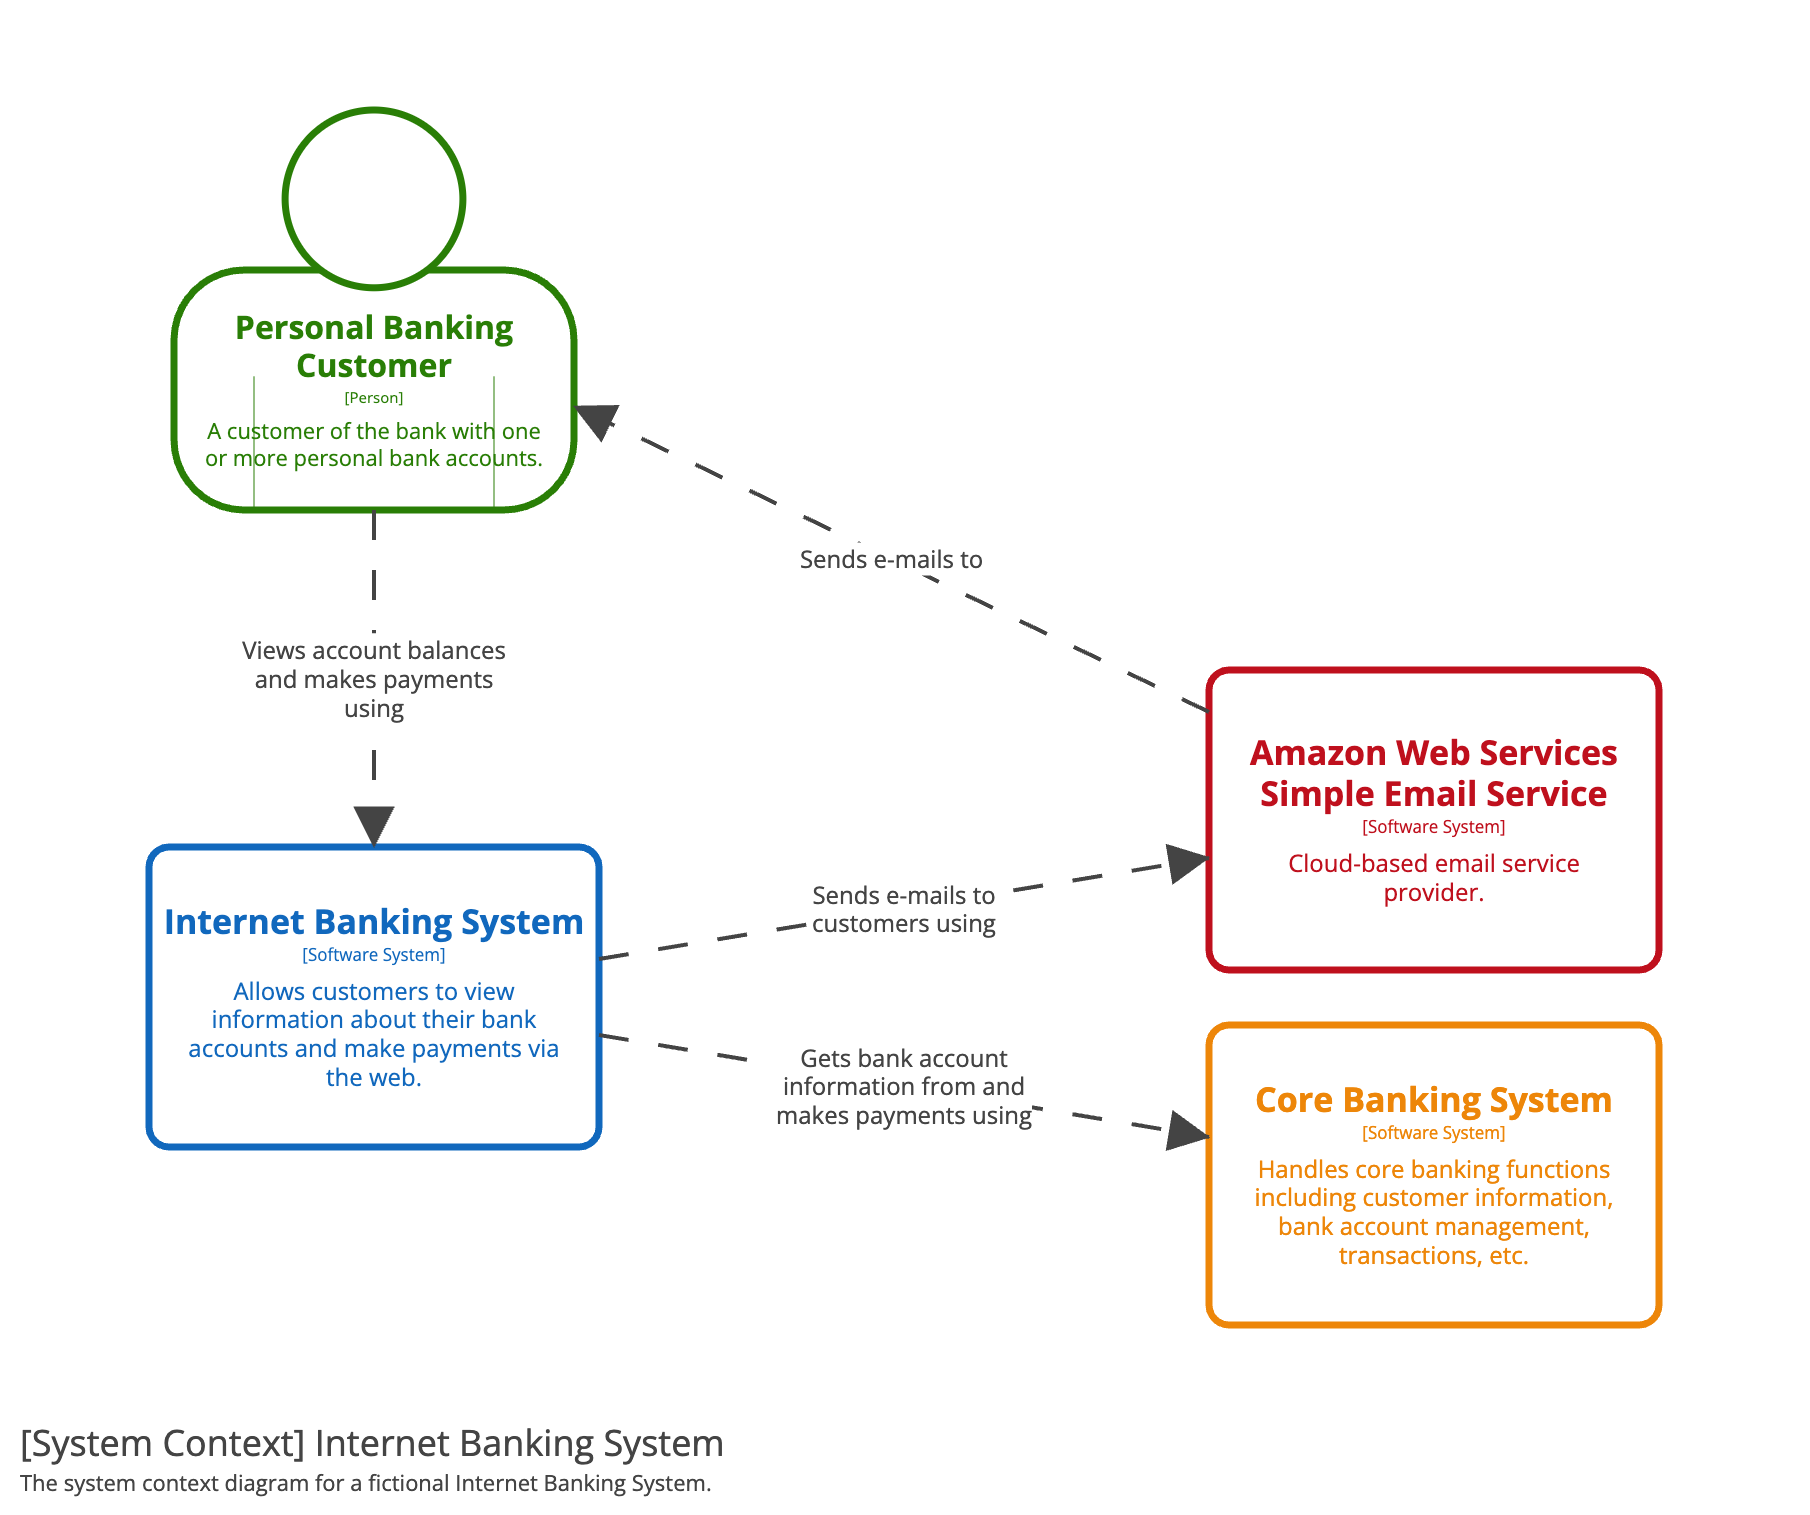 Personal Banking
Customer
[Person]
A customer of the bank with one
or more personal bank accounts.
Sends e-mails to
Views account balances
and makes payments
using
Amazon Web Services
Simple Email Service
[Software System]
Cloud-based email service
provider.
Internet Banking System
[Software System]
Allows customers to view
information about their bank
accounts and make payments via
the web.
Sends e-mails to
customers using
Gets bank account
information from and
makes payments using
Core Banking System
[Software System]
Handles core banking functions
including customer information,
bank account management,
transactions, etc.
[System Context] Internet Banking System
The system context diagram for a fictional Internet Banking System.